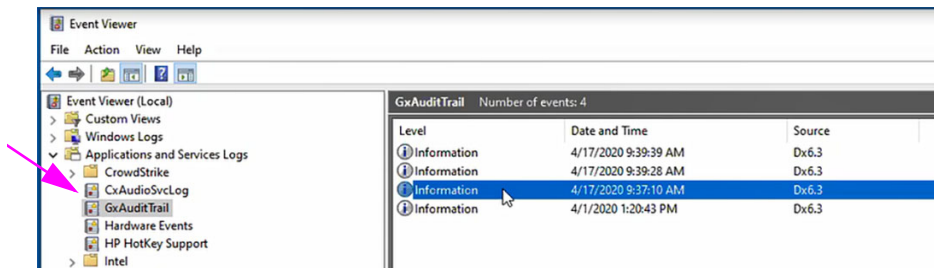 Event Viewer
File Action View Help
Event Viewer (Local)
Custom Views
Windows Logs
Applications and Services Logs
CrowdStrike
CxAudioSvcLog
GxAuditTrail
Hardware Events
HP HotKey Support
Intel
GxAuditTrail Number of events: 4
Level Date and Time Source
Information 4/17/2020 9:39:39 AM Dx6.3
Information 4/17/2020 9:39:28 AM Dx6.3
Information 4/17/2020 9:37:10 AM Dx6.3
Information 4/1/2020 1:20:43 PM Dx6.3